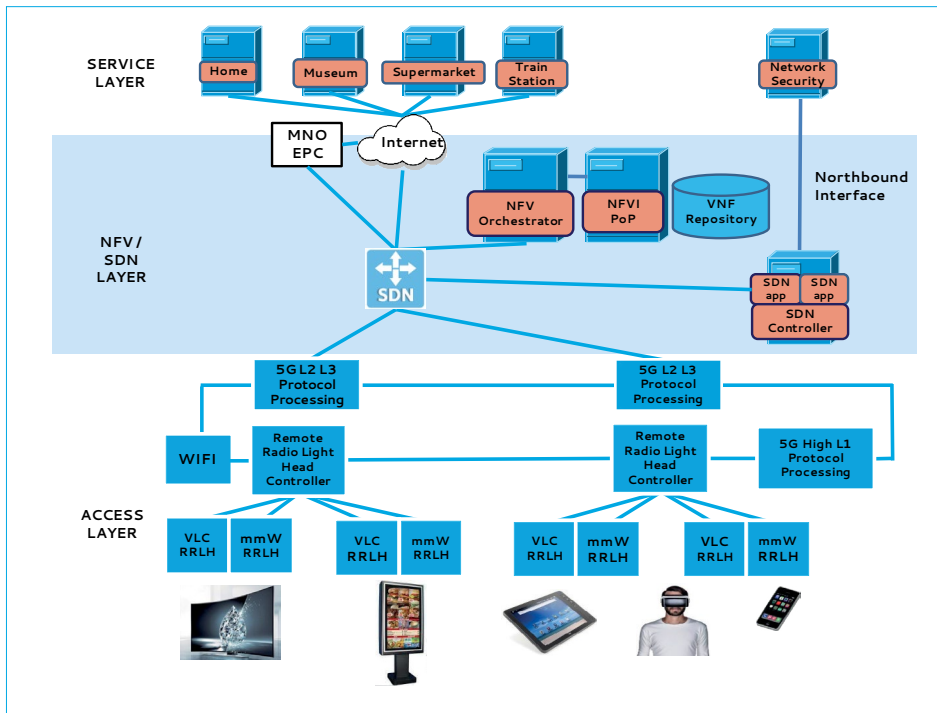 SERVICE
LAYER
Home
Museum
Supermarket
Train
Station
Network
Security
MNO
EPC
Internet
NFV
Orchestrator
NFVI
PoP
VNF
Repository
Northbound
Interface
NFV/
SDN
LAYER
SDN
SDN
app
SDN
app
SDN
Controller
5G L2 L3
Protocol
Processing
5G L2 L3
Protocol
Processing
WIFI
Remote
Radio Light
Head
Controller
Remote
Radio Light
Head
Controller
5G High L1
Protocol
Processing
ACCESS
LAYER
VLC
RRLH
mmW
RRLH
VLC
RRLH
mmW
RRLH
VLC
RRLH
mmW
RRLH
VLC
RRLH
mmW
RRLH